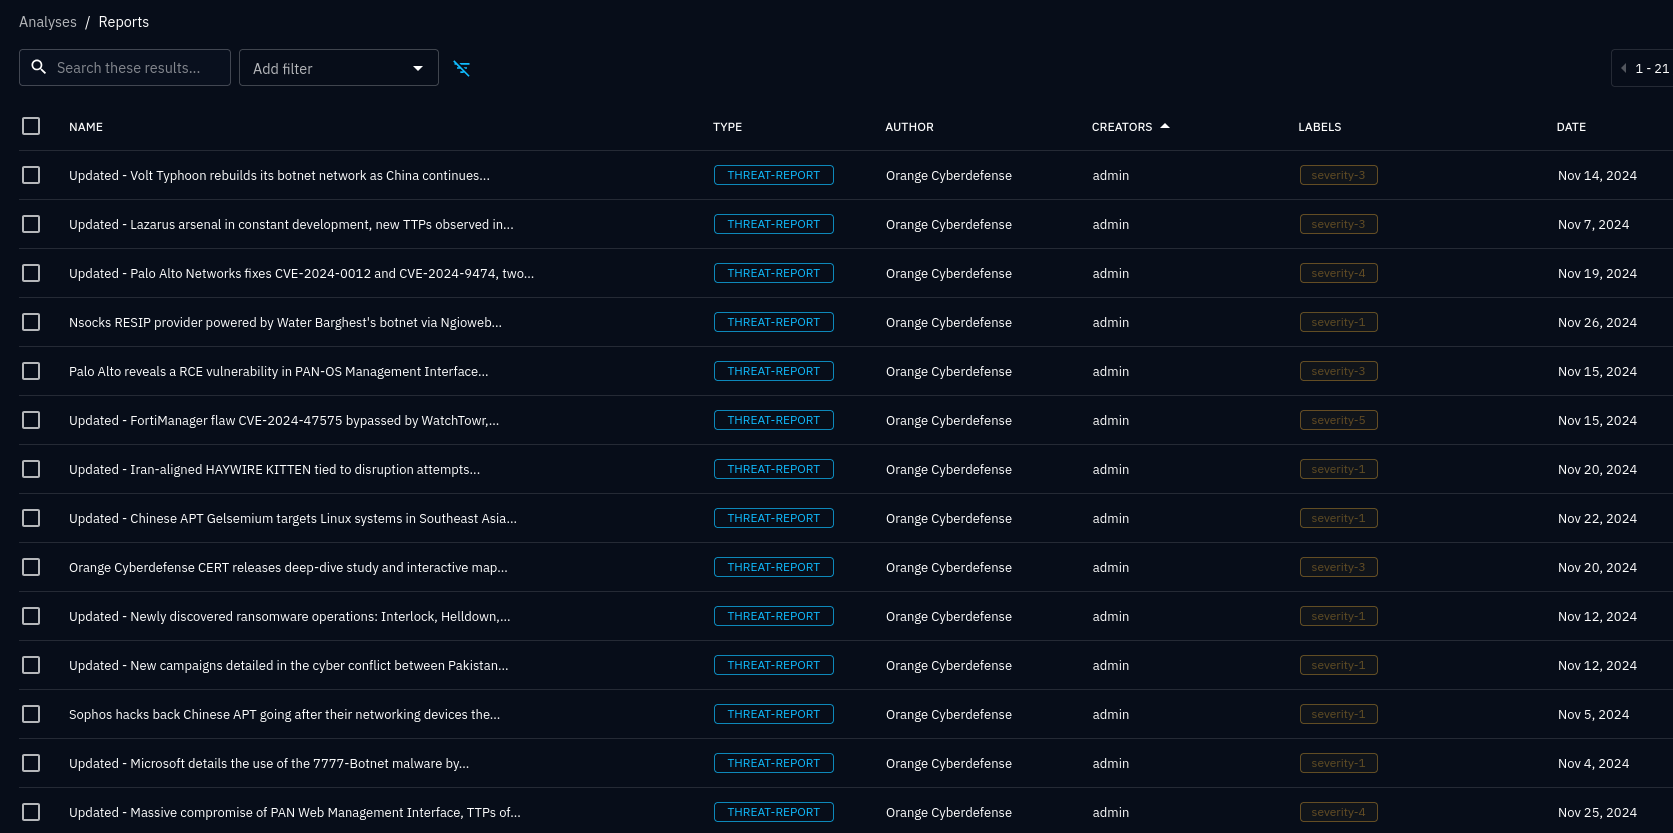 Analyses / Reports
Search these results... Add filter 1 - 21
NAME TYPE AUTHOR CREATORS LABELS DATE
Updated - Volt Typhoon rebuilds its botnet network as China continues... THREAT-REPORT Orange Cyberdefense admin severity-3 Nov 14, 2024
Updated - Lazarus arsenal in constant development, new TTPs observed in... THREAT-REPORT Orange Cyberdefense admin severity-3 Nov 7, 2024
Updated - Palo Alto Networks fixes CVE-2024-0012 and CVE-2024-9474, two... THREAT-REPORT Orange Cyberdefense admin severity-4 Nov 19, 2024
Nsocks RESIP provider powered by Water Barghest's botnet via Ngioweb... THREAT-REPORT Orange Cyberdefense admin severity-1 Nov 26, 2024
Palo Alto reveals a RCE vulnerability in PAN-OS Management Interface... THREAT-REPORT Orange Cyberdefense admin severity-3 Nov 15, 2024
Updated - FortiManager flaw CVE-2024-47575 bypassed by WatchTowr,... THREAT-REPORT Orange Cyberdefense admin severity-5 Nov 15, 2024
Updated - Iran-aligned HAYWIRE KITTEN tied to disruption attempts... THREAT-REPORT Orange Cyberdefense admin severity-1 Nov 20, 2024
Updated - Chinese APT Gelsemium targets Linux systems in Southeast Asia... THREAT-REPORT Orange Cyberdefense admin severity-1 Nov 22, 2024
Orange Cyberdefense CERT releases deep-dive study and interactive map... THREAT-REPORT Orange Cyberdefense admin severity-3 Nov 20, 2024
Updated - Newly discovered ransomware operations: Interlock, Helldown,... THREAT-REPORT Orange Cyberdefense admin severity-1 Nov 12, 2024
Updated - New campaigns detailed in the cyber conflict between Pakistan... THREAT-REPORT Orange Cyberdefense admin severity-1 Nov 12, 2024
Sophos hacks back Chinese APT going after their networking devices the... THREAT-REPORT Orange Cyberdefense admin severity-1 Nov 5, 2024
Updated - Microsoft details the use of the 7777-Botnet malware by... THREAT-REPORT Orange Cyberdefense admin severity-1 Nov 4, 2024
Updated - Massive compromise of PAN Web Management Interface, TTPs of... THREAT-REPORT Orange Cyberdefense admin severity-4 Nov 25, 2024